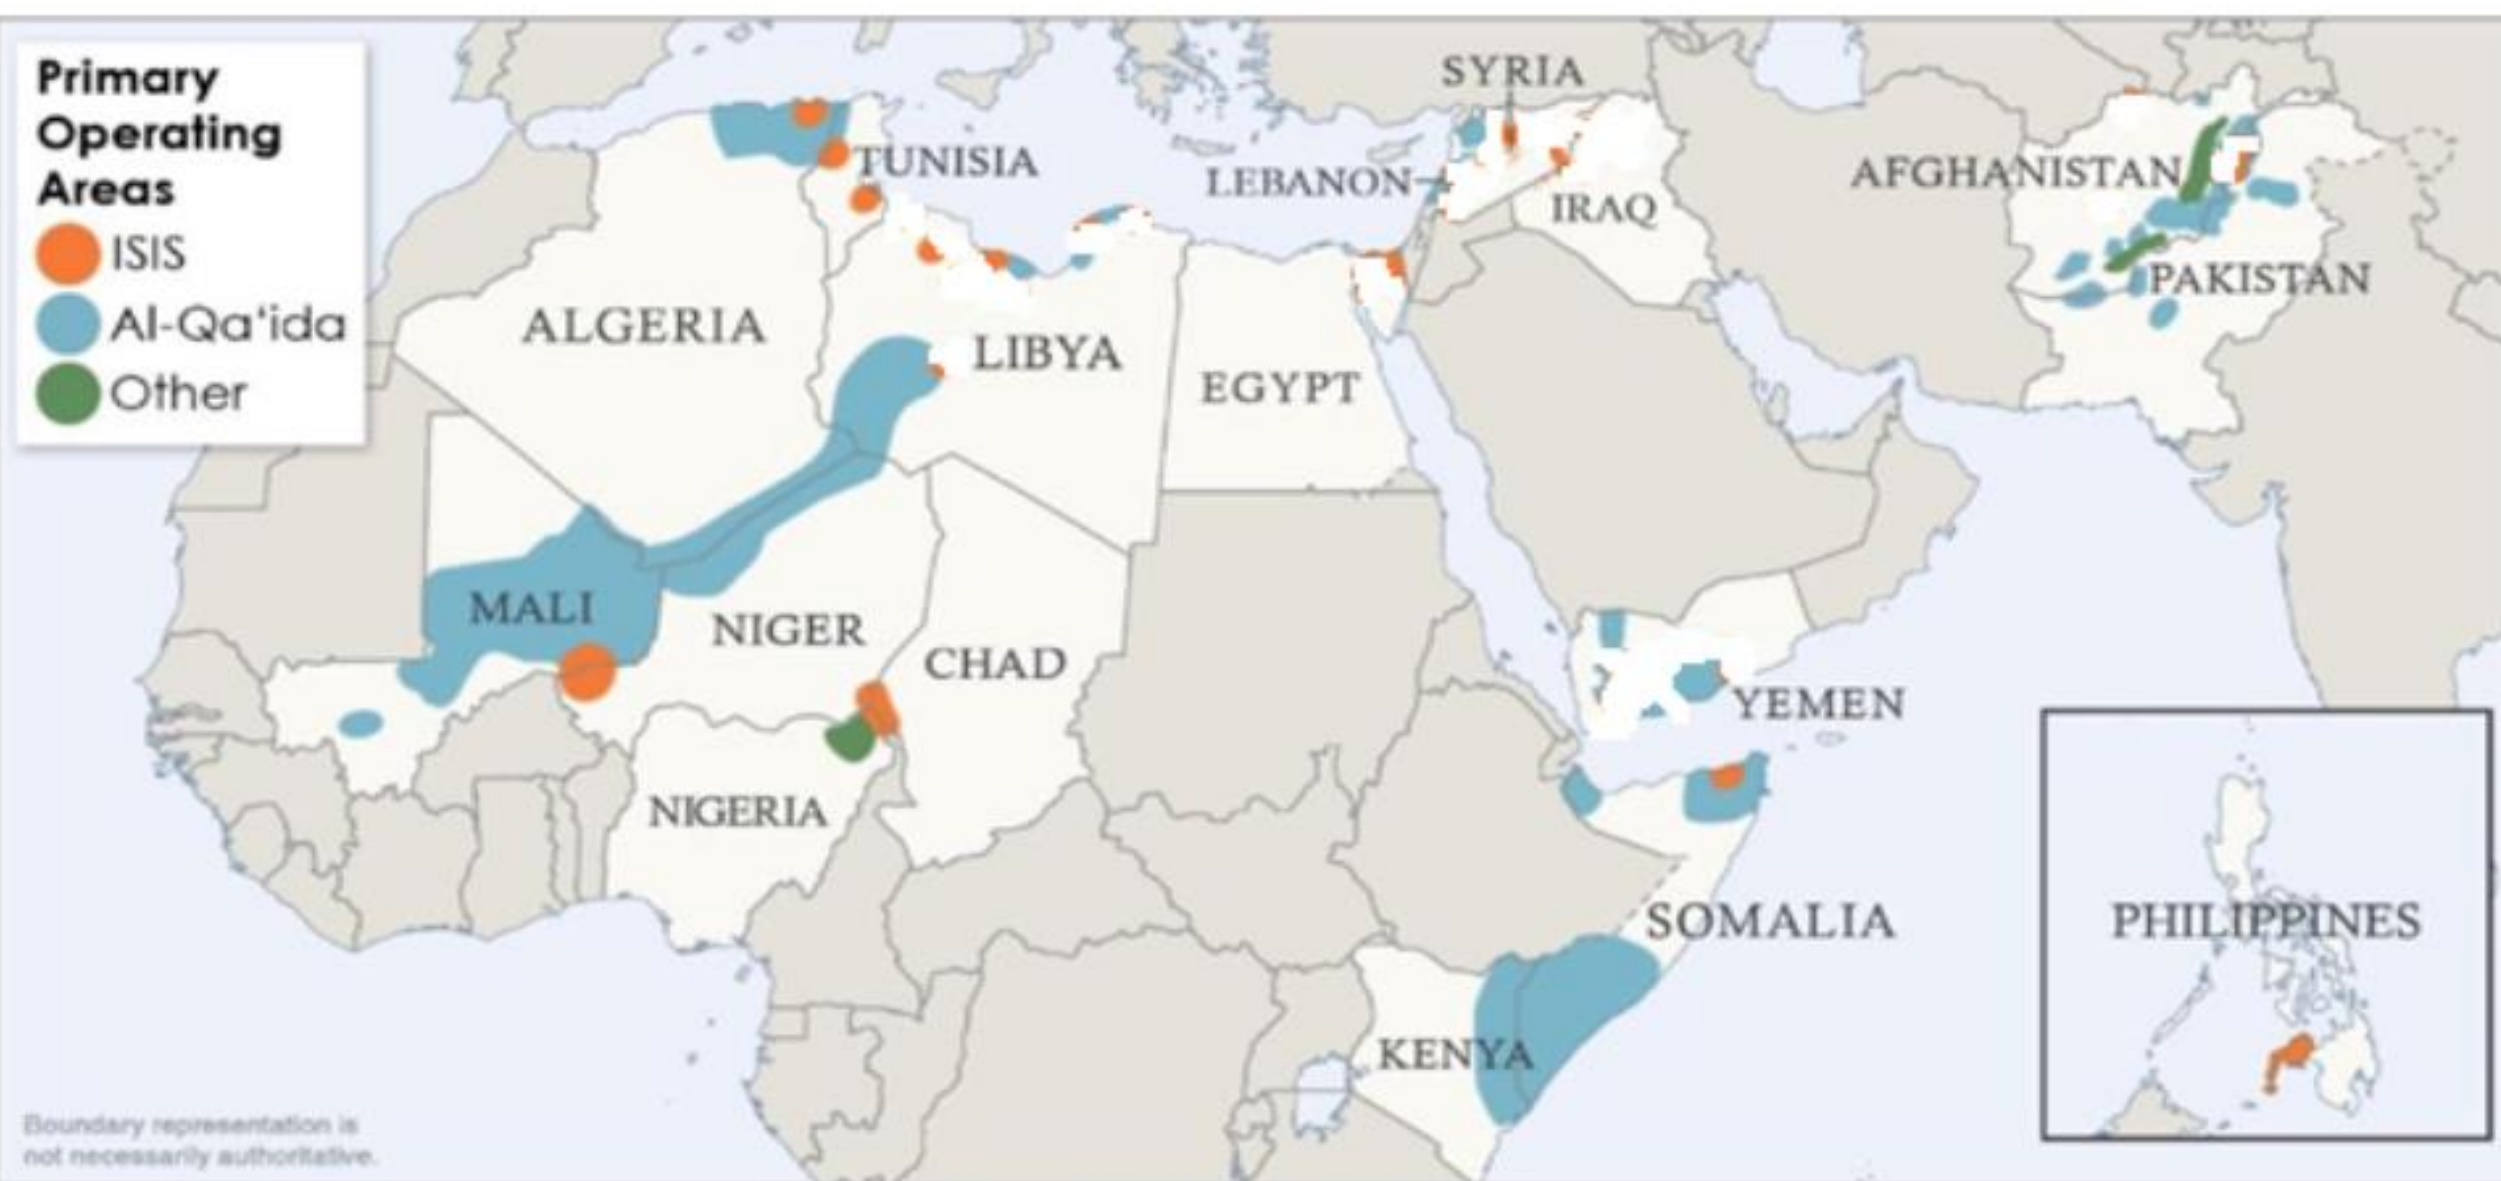 Primary
Operating
Areas
ISIS
Al-Qa‘ida
Other
SYRIA
TUNISIA
LEBANON
IRAQ
AFGHANISTAN
PAKISTAN
ALGERIA
LIBYA
EGYPT
MALI
NIGER
CHAD
YEMEN
NIGERIA
SOMALIA
KENYA
PHILIPPINES
Boundary representation is
not necessarily authoritative.